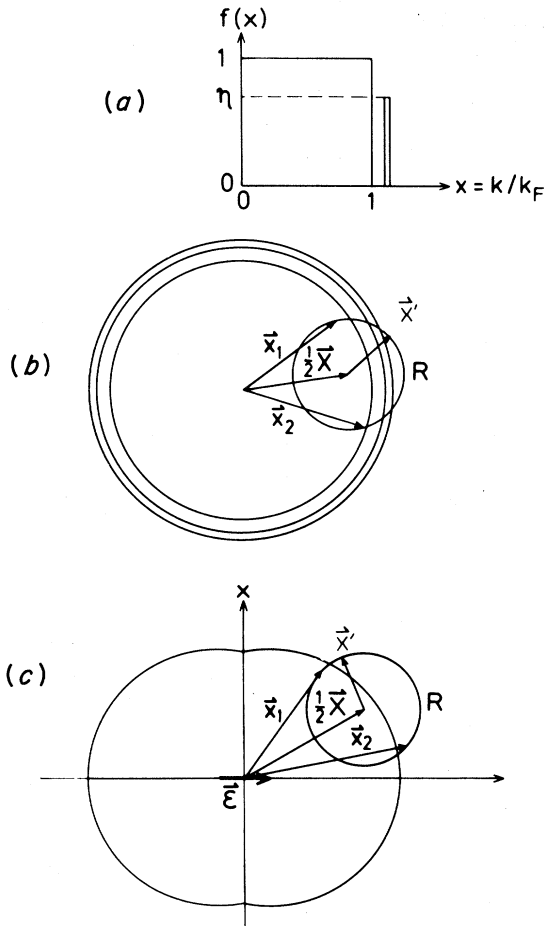 f(x)
1
η
(a)
0
0
1
x = k/k_F
(b)
x⃗₁
½X⃗
x⃗'
R
x⃗₂
(c)
x
x⃗'
x⃗₁
½X⃗
R
x⃗₂
ε⃗